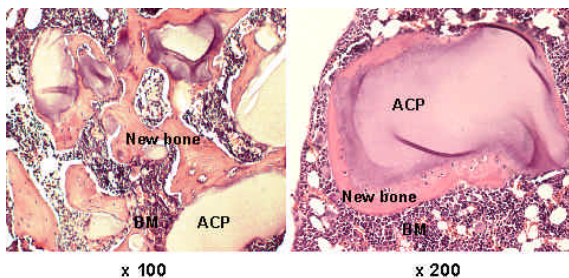 New bone
BM
ACP
x 100
ACP
New bone
BM
x 200